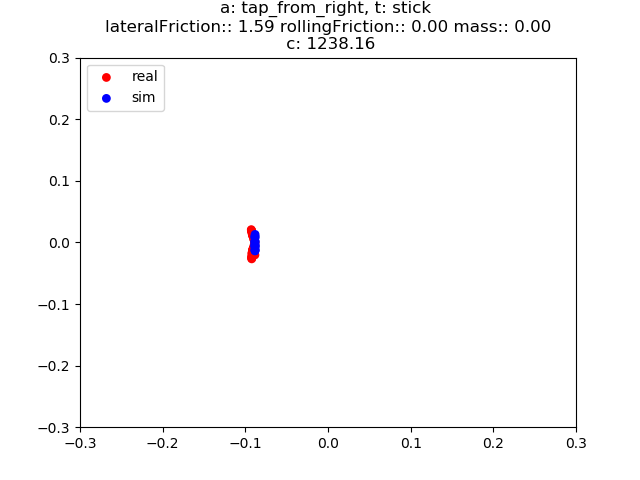 a: tap_from_right, t: stick
lateralFriction:: 1.59 rollingFriction:: 0.00 mass:: 0.00
c: 1238.16
real
sim
0.3
0.2
0.1
0.0
−0.1
−0.2
−0.3
−0.3
−0.2
−0.1
0.0
0.1
0.2
0.3